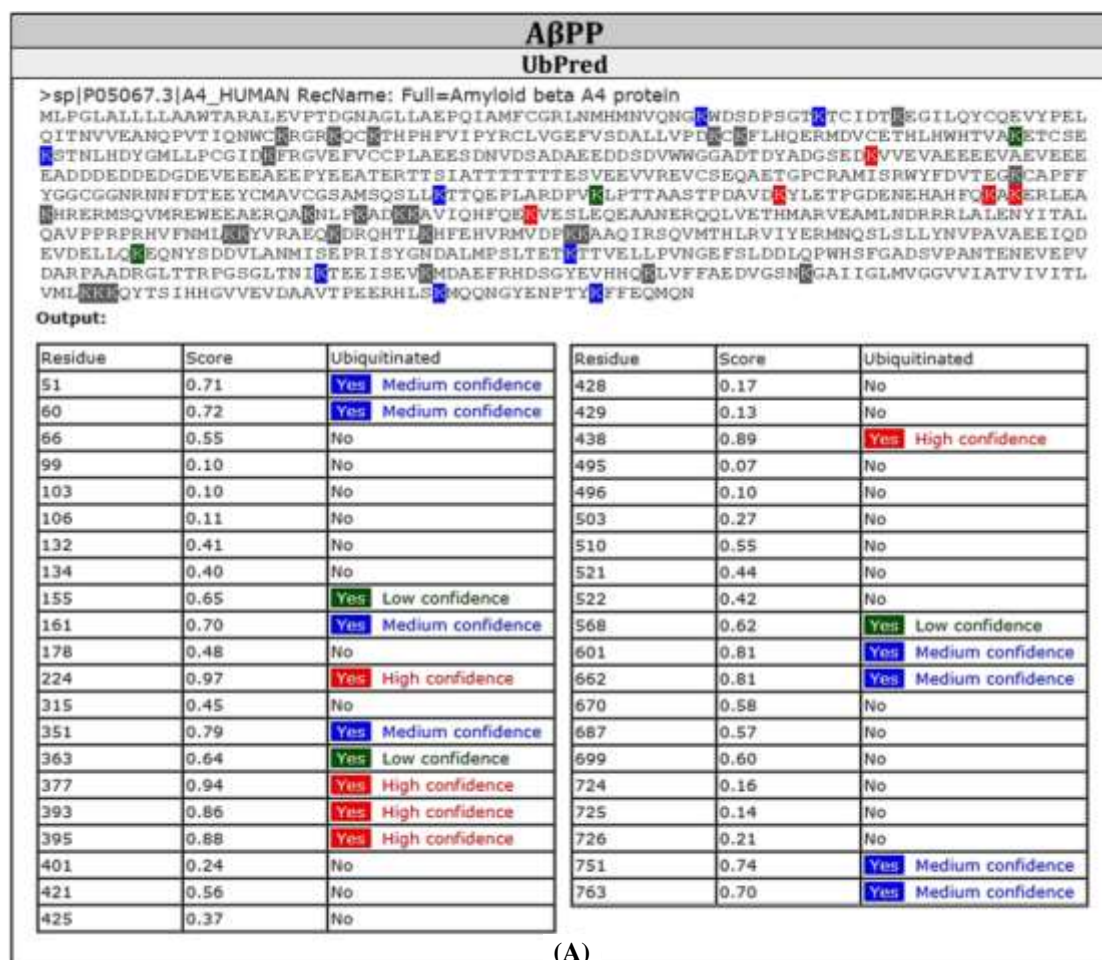 AβPP
UbPred
>sp|P05067.3|A4_HUMAN RecName: Full=Amyloid beta A4 protein
MLPGLALLLLAAWTARALEVPTDGNAGLLAEPQIAMFCGRLNMHMNVQNGKWDSDPSGTKTCIDTKEGILQYCQEVYPEL
QITNVVEANQPVTIQNWCKRGRKQCKTHPHFVIPYRCLVGEFVSDALLVPDKCKFLHQERMDVCETHLHWHTVAKETCSE
KSTNLHDYGMLLPCGIDKFRGVEFVCCPLAEESDNVDSADAEEDDSDVWWGGADTDYADGSEDKVVEVAEEEEVAEVEEE
EADDDEDDEDGDEVEEEAEEPYEEATERTTSIATTTTTTTESVEEVVREVCSEQAETGPCRAMISRWYFDVTEGKCAPFF
YGGCGGNRNNFDTEEYCMAVCGSAMSQSLLKTTQEPLARDPVKLPTTAASTPDAVDKYLETPGDENEHAHFQKAKERLEA
KHRERMSQVMREWEEAERQAKNLPKADKKAVIQHFQEKVESLEQEAANERQQLVETHMARVEAMLNDRRRLALENYITAL
QAVPPRPRHVFNMLKKYVRAEQKDRQHTLKHFEHVRMVDPKKAAQIRSQVMTHLRVIYERMNQSLSLLYNVPAVAEEIQD
EVDELLQKEQNYSDDVLANMISEPRISYGNDALMPSLTETKTTVELLPVNGEFSLDDLQPWHSFGADSVPANTENEVEPV
DARPAADRGLTTRPGSGLTNIKTEEISEVKMDAEFRHDSGYEVHHQKLVFFAEDVGSNKGAIIGLMVGGVVIATVIVITL
VMLKKKQYTSIHHGVVEVDAAVTPEERHLSKMQQNGYENPTYKFFEQMQN
Output:
Residue Score Ubiquitinated
51 0.71 Yes Medium confidence
60 0.72 Yes Medium confidence
66 0.55 No
99 0.10 No
103 0.10 No
106 0.11 No
132 0.41 No
134 0.40 No
155 0.65 Yes Low confidence
161 0.70 Yes Medium confidence
178 0.48 No
224 0.97 Yes High confidence
315 0.45 No
351 0.79 Yes Medium confidence
363 0.64 Yes Low confidence
377 0.94 Yes High confidence
393 0.86 Yes High confidence
395 0.88 Yes High confidence
401 0.24 No
421 0.56 No
425 0.37 No
Residue Score Ubiquitinated
428 0.17 No
429 0.13 No
438 0.89 Yes High confidence
495 0.07 No
496 0.10 No
503 0.27 No
510 0.55 No
521 0.44 No
522 0.42 No
568 0.62 Yes Low confidence
601 0.81 Yes Medium confidence
662 0.81 Yes Medium confidence
670 0.58 No
687 0.57 No
699 0.60 No
724 0.16 No
725 0.14 No
726 0.21 No
751 0.74 Yes Medium confidence
763 0.70 Yes Medium confidence
(A)